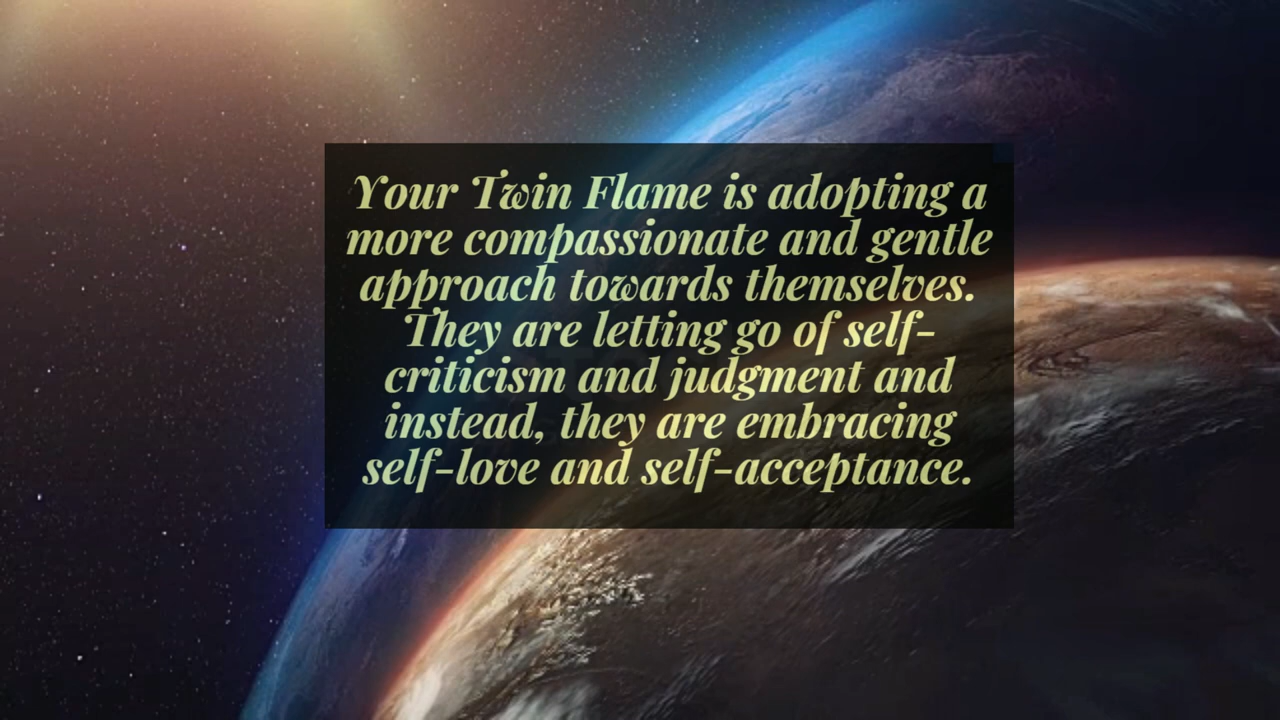 Your Twin Flame is adopting a
more compassionate and gentle
approach towards themselves.
They are letting go of self-
criticism and judgment and
instead, they are embracing
self-love and self-acceptance.